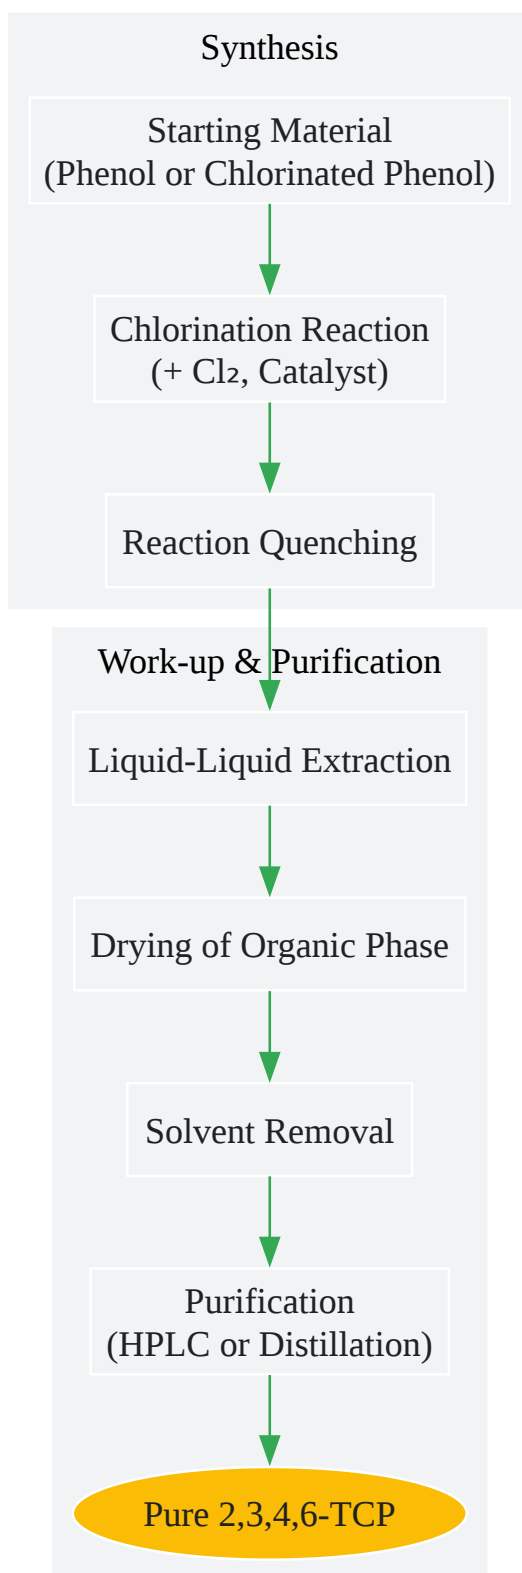 Synthesis
Starting Material
(Phenol or Chlorinated Phenol)
Chlorination Reaction
(+ Cl₂, Catalyst)
Reaction Quenching
Work-up & Purification
Liquid-Liquid Extraction
Drying of Organic Phase
Solvent Removal
Purification
(HPLC or Distillation)
Pure 2,3,4,6-TCP